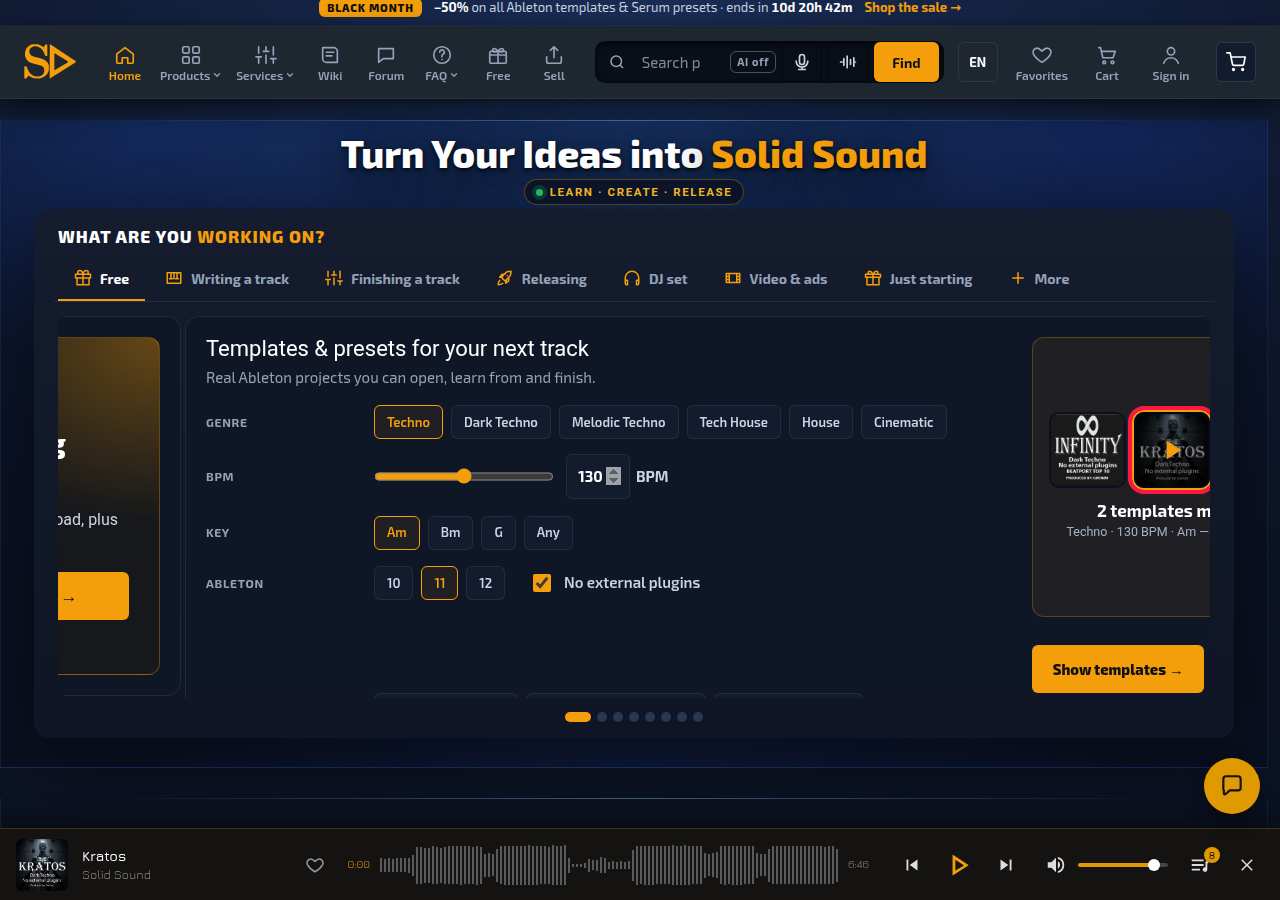 BLACK MONTH −50% on all Ableton templates & Serum presets · ends in 10d 20h 42m Shop the sale →
SD
Home Products Services Wiki Forum FAQ Free Sell
Search p AI off Find EN Favorites Cart Sign in
Turn Your Ideas into Solid Sound
LEARN · CREATE · RELEASE
WHAT ARE YOU WORKING ON?
Free Writing a track Finishing a track Releasing DJ set Video & ads Just starting More
Templates & presets for your next track
Real Ableton projects you can open, learn from and finish.
GENRE Techno Dark Techno Melodic Techno Tech House House Cinematic
BPM 130 BPM
KEY Am Bm G Any
ABLETON 10 11 12 No external plugins
g
oad, plus
→
INFINITY
Dark Techno
No external plugins
BEATPORT TOP 10
KRATOS
Dark Techno
No external plugins
2 templates m
Techno · 130 BPM · Am —
Show templates →
KRATOS
Kratos
Solid Sound
0:00 6:46
8